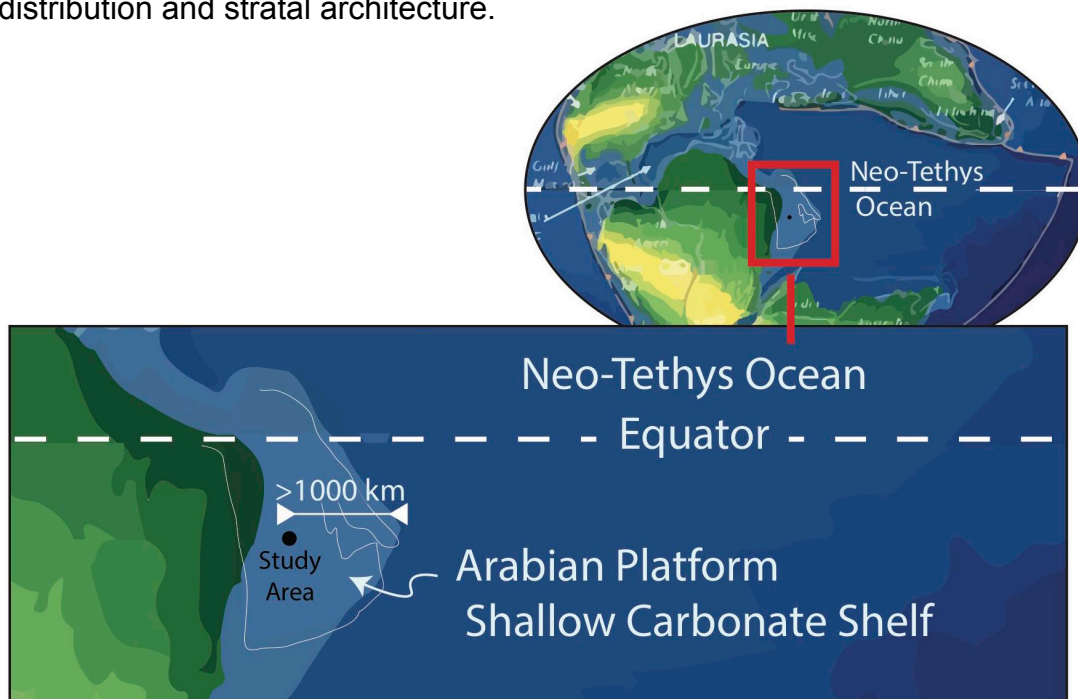 distribution and stratal architecture.
LAURASIA
Europe
Neo-Tethys
Ocean
Neo-Tethys Ocean
Equator
>1000 km
Study
Area
Arabian Platform
Shallow Carbonate Shelf